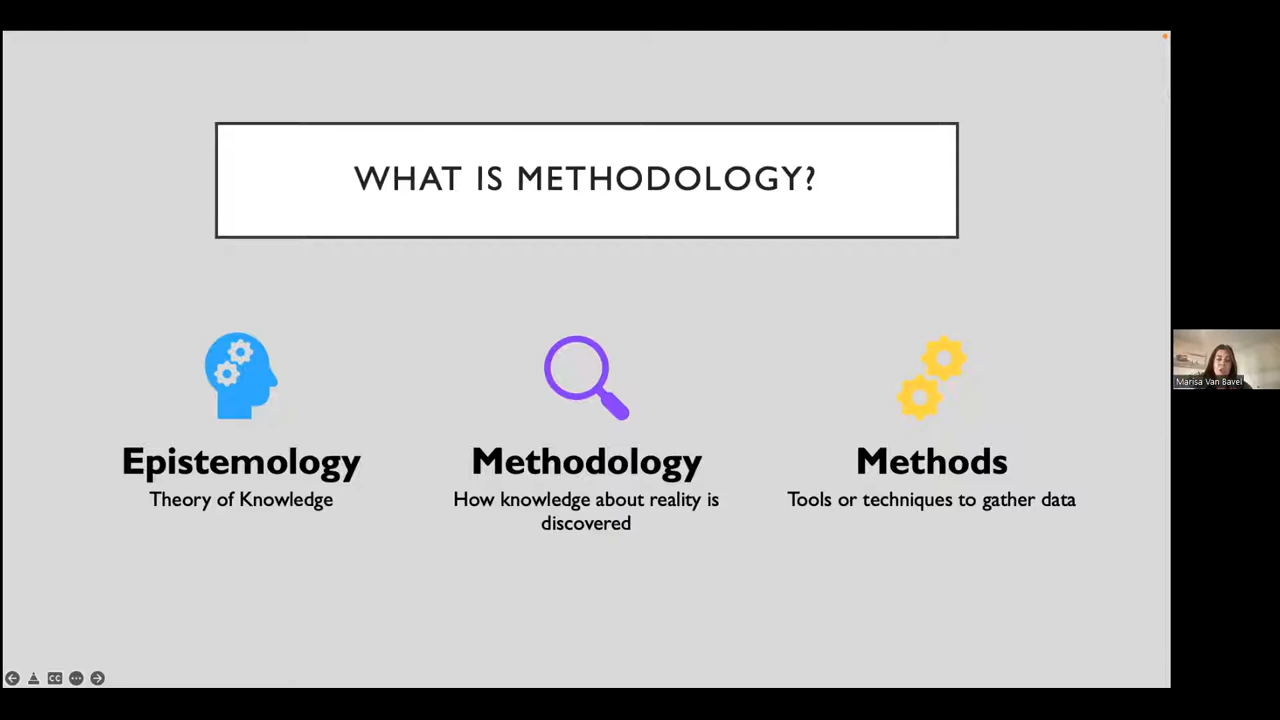 WHAT IS METHODOLOGY?
Epistemology
Theory of Knowledge
Methodology
How knowledge about reality is
discovered
Methods
Tools or techniques to gather data
Marisa Van Bavel
CC